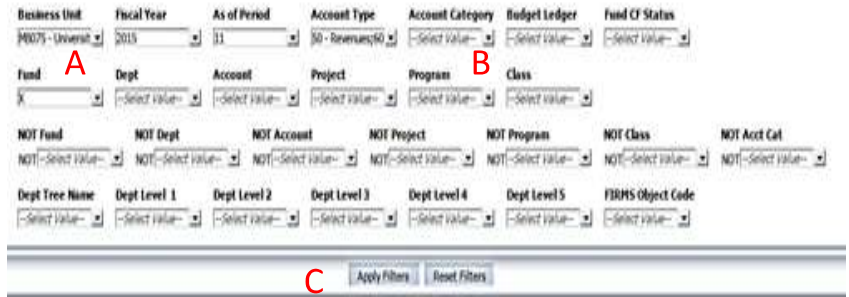 Business Unit Fiscal Year As of Period Account Type Account Category Budget Ledger Fund CF Status
MB075 - Universit 2015 11 50 - Revenues;60 --Select Value-- --Select Value-- --Select Value--
A B
Fund Dept Account Project Program Class
X --Select Value-- --Select Value-- --Select Value-- --Select Value-- --Select Value--
NOT Fund NOT Dept NOT Account NOT Project NOT Program NOT Class NOT Acct Cat
NOT --Select Value-- NOT --Select Value-- NOT --Select Value-- NOT --Select Value-- NOT --Select Value-- NOT --Select Value-- NOT --Select Value--
Dept Tree Name Dept Level 1 Dept Level 2 Dept Level 3 Dept Level 4 Dept Level 5 FIRMS Object Code
--Select Value-- --Select Value-- --Select Value-- --Select Value-- --Select Value-- --Select Value-- --Select Value--
C Apply Filters Reset Filters